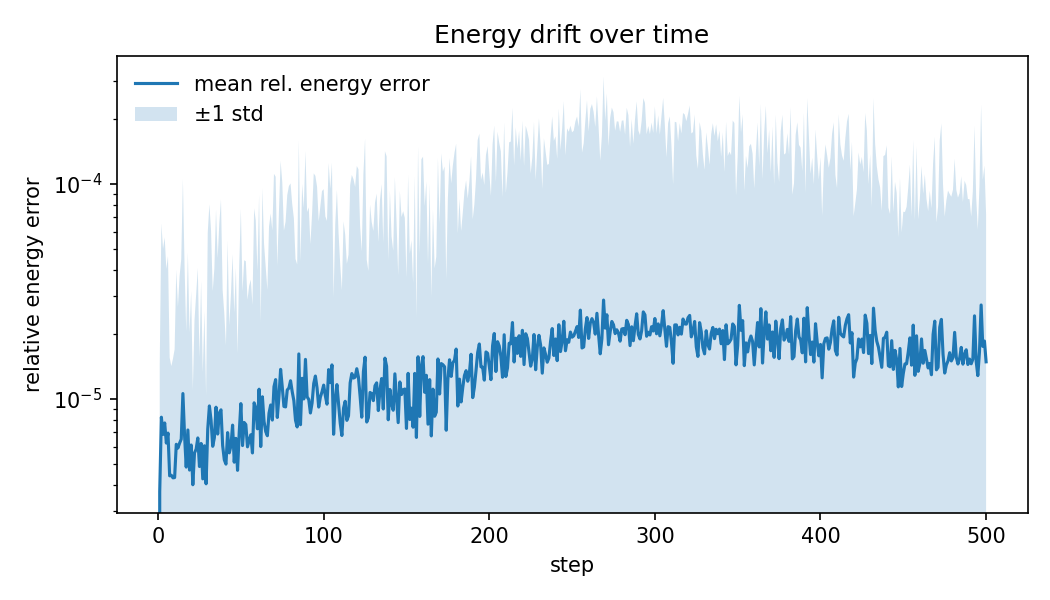 Energy drift over time
mean rel. energy error
±1 std
relative energy error
10⁻⁴
10⁻⁵
0 100 200 300 400 500
step